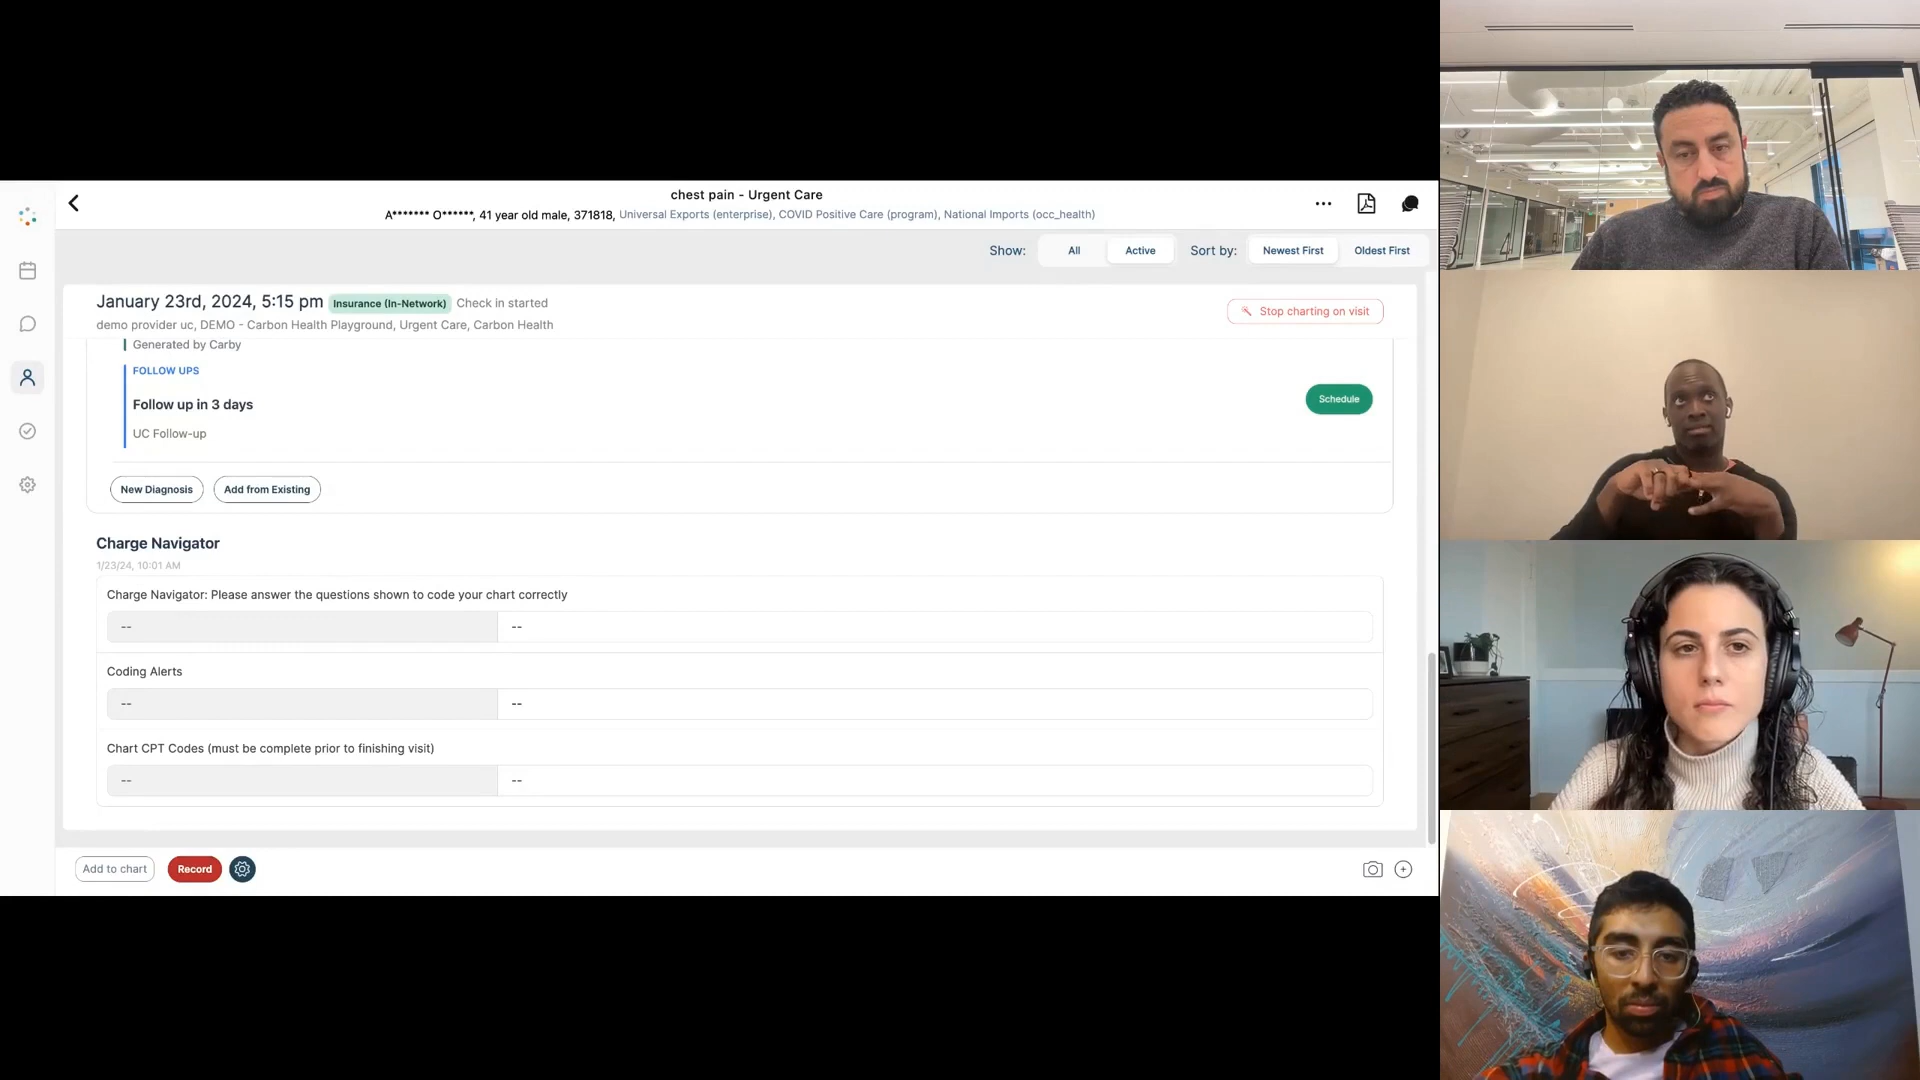 chest pain - Urgent Care
A******* O******, 41 year old male, 371818, Universal Exports (enterprise), COVID Positive Care (program), National Imports (occ_health)
Show: All Active Sort by: Newest First Oldest First
January 23rd, 2024, 5:15 pm Insurance (In-Network) Check in started
Stop charting on visit
demo provider uc, DEMO - Carbon Health Playground, Urgent Care, Carbon Health
Generated by Carby
FOLLOW UPS
Follow up in 3 days
Schedule
UC Follow-up
New Diagnosis Add from Existing
Charge Navigator
1/23/24, 10:01 AM
Charge Navigator: Please answer the questions shown to code your chart correctly
-- --
Coding Alerts
-- --
Chart CPT Codes (must be complete prior to finishing visit)
-- --
Add to chart Record